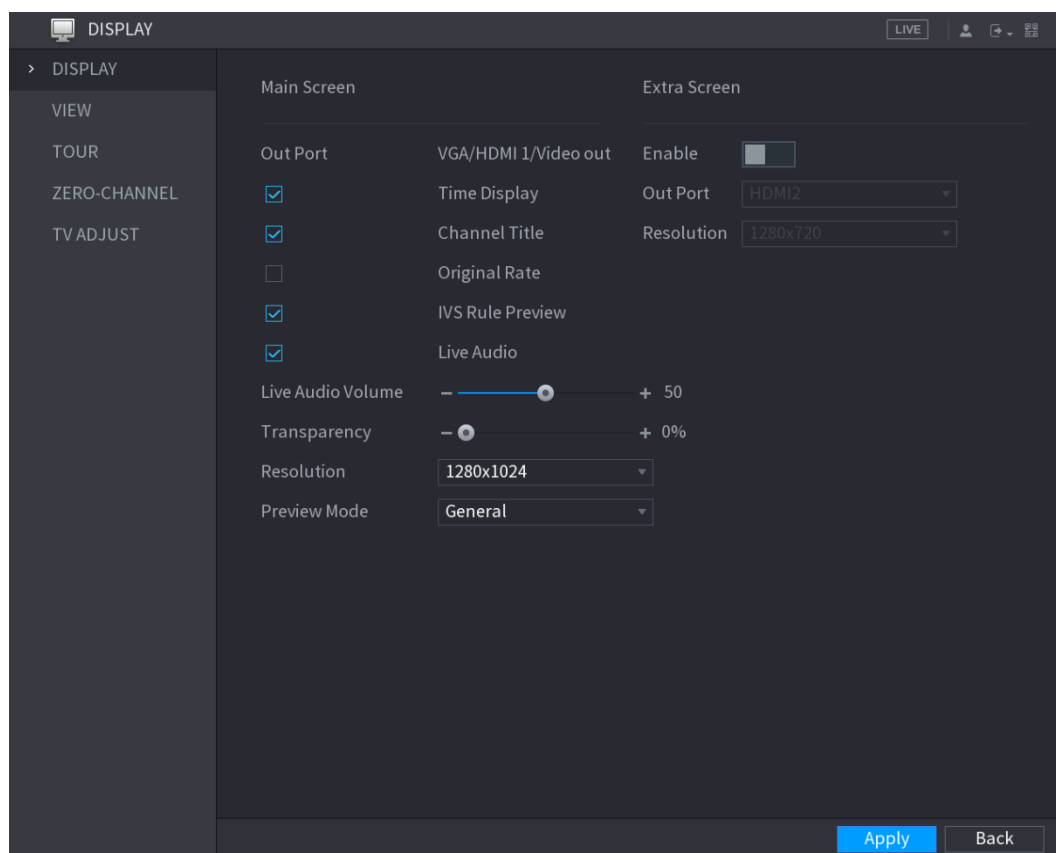 DISPLAY LIVE
DISPLAY
VIEW
TOUR
ZERO-CHANNEL
TV ADJUST
Main Screen Extra Screen
Out Port VGA/HDMI 1/Video out Enable
Time Display Out Port HDMI2
Channel Title Resolution 1280x720
Original Rate
IVS Rule Preview
Live Audio
Live Audio Volume − + 50
Transparency − + 0%
Resolution 1280x1024
Preview Mode General
Apply Back